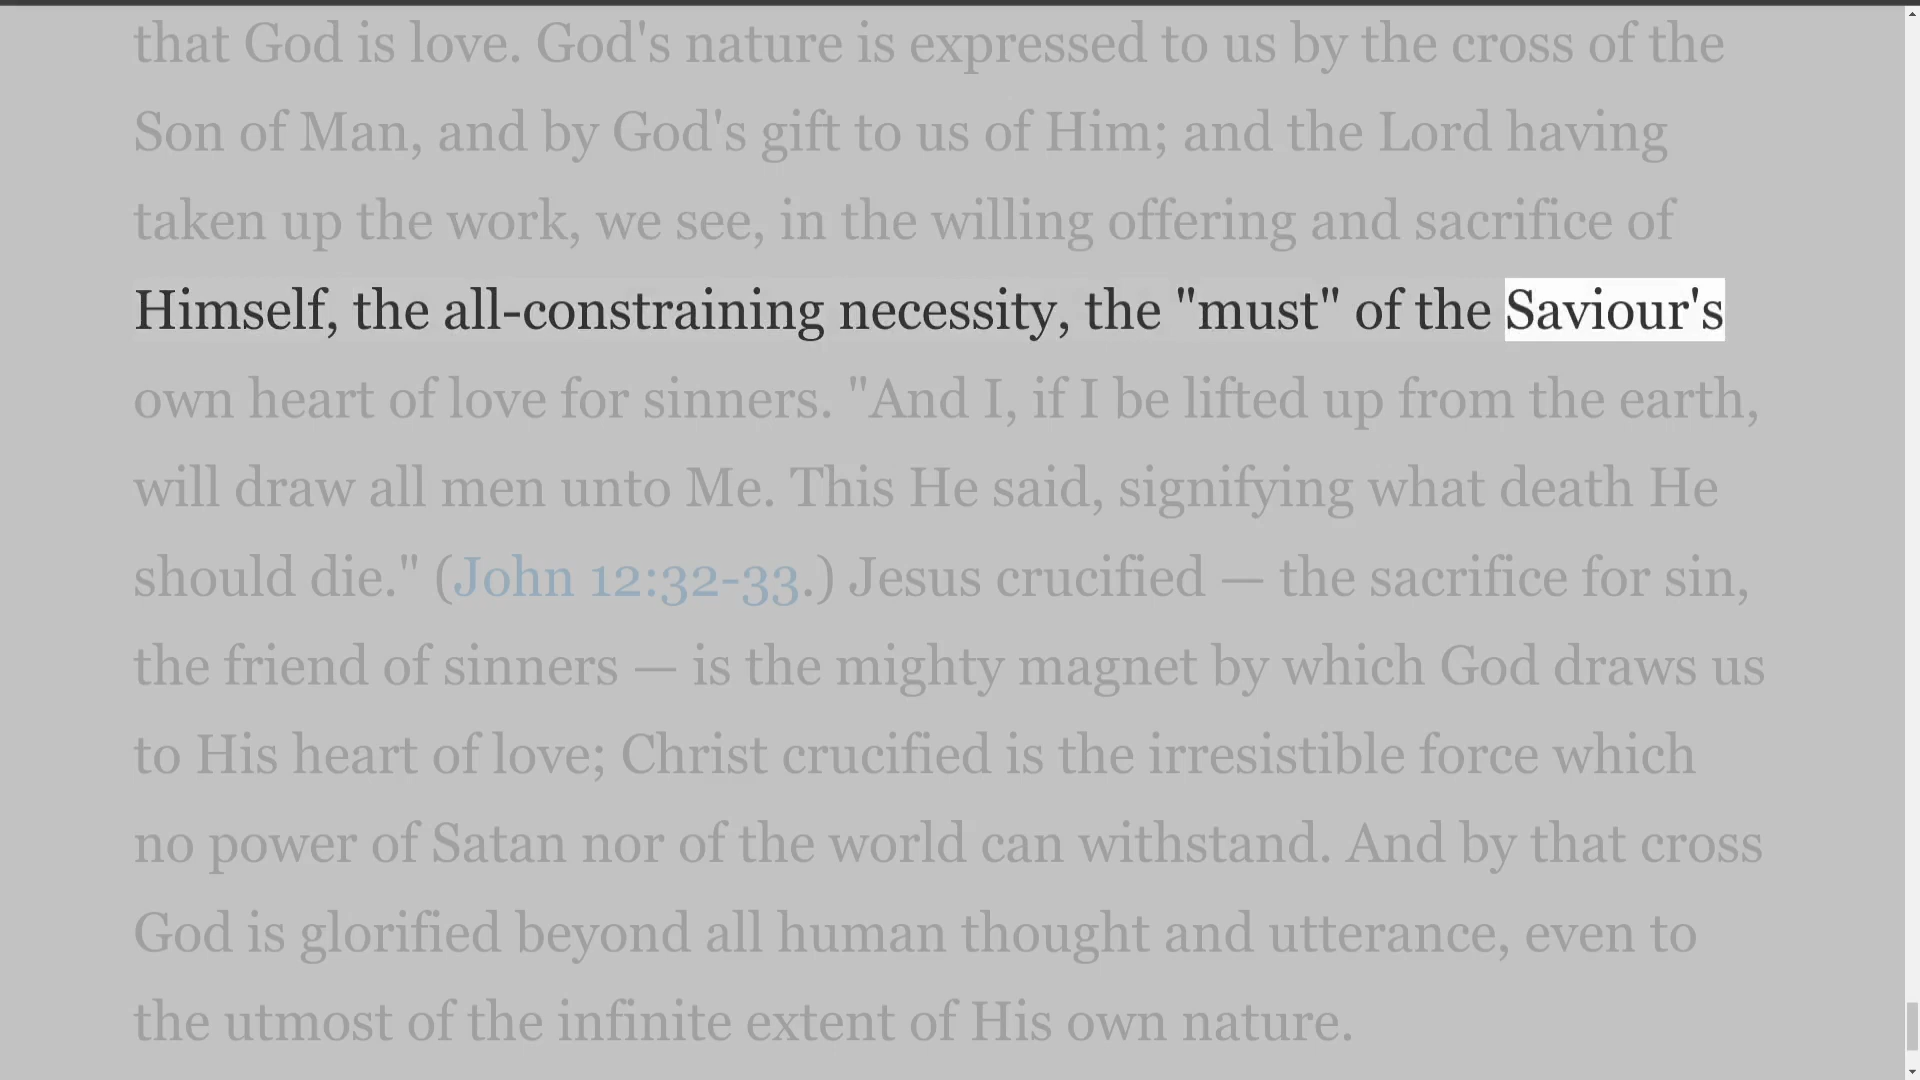 that God is love. God's nature is expressed to us by the cross of the
Son of Man, and by God's gift to us of Him; and the Lord having
taken up the work, we see, in the willing offering and sacrifice of
Himself, the all-constraining necessity, the "must" of the Saviour's
own heart of love for sinners. "And I, if I be lifted up from the earth,
will draw all men unto Me. This He said, signifying what death He
should die." (John 12:32-33.) Jesus crucified — the sacrifice for sin,
the friend of sinners — is the mighty magnet by which God draws us
to His heart of love; Christ crucified is the irresistible force which
no power of Satan nor of the world can withstand. And by that cross
God is glorified beyond all human thought and utterance, even to
the utmost of the infinite extent of His own nature.